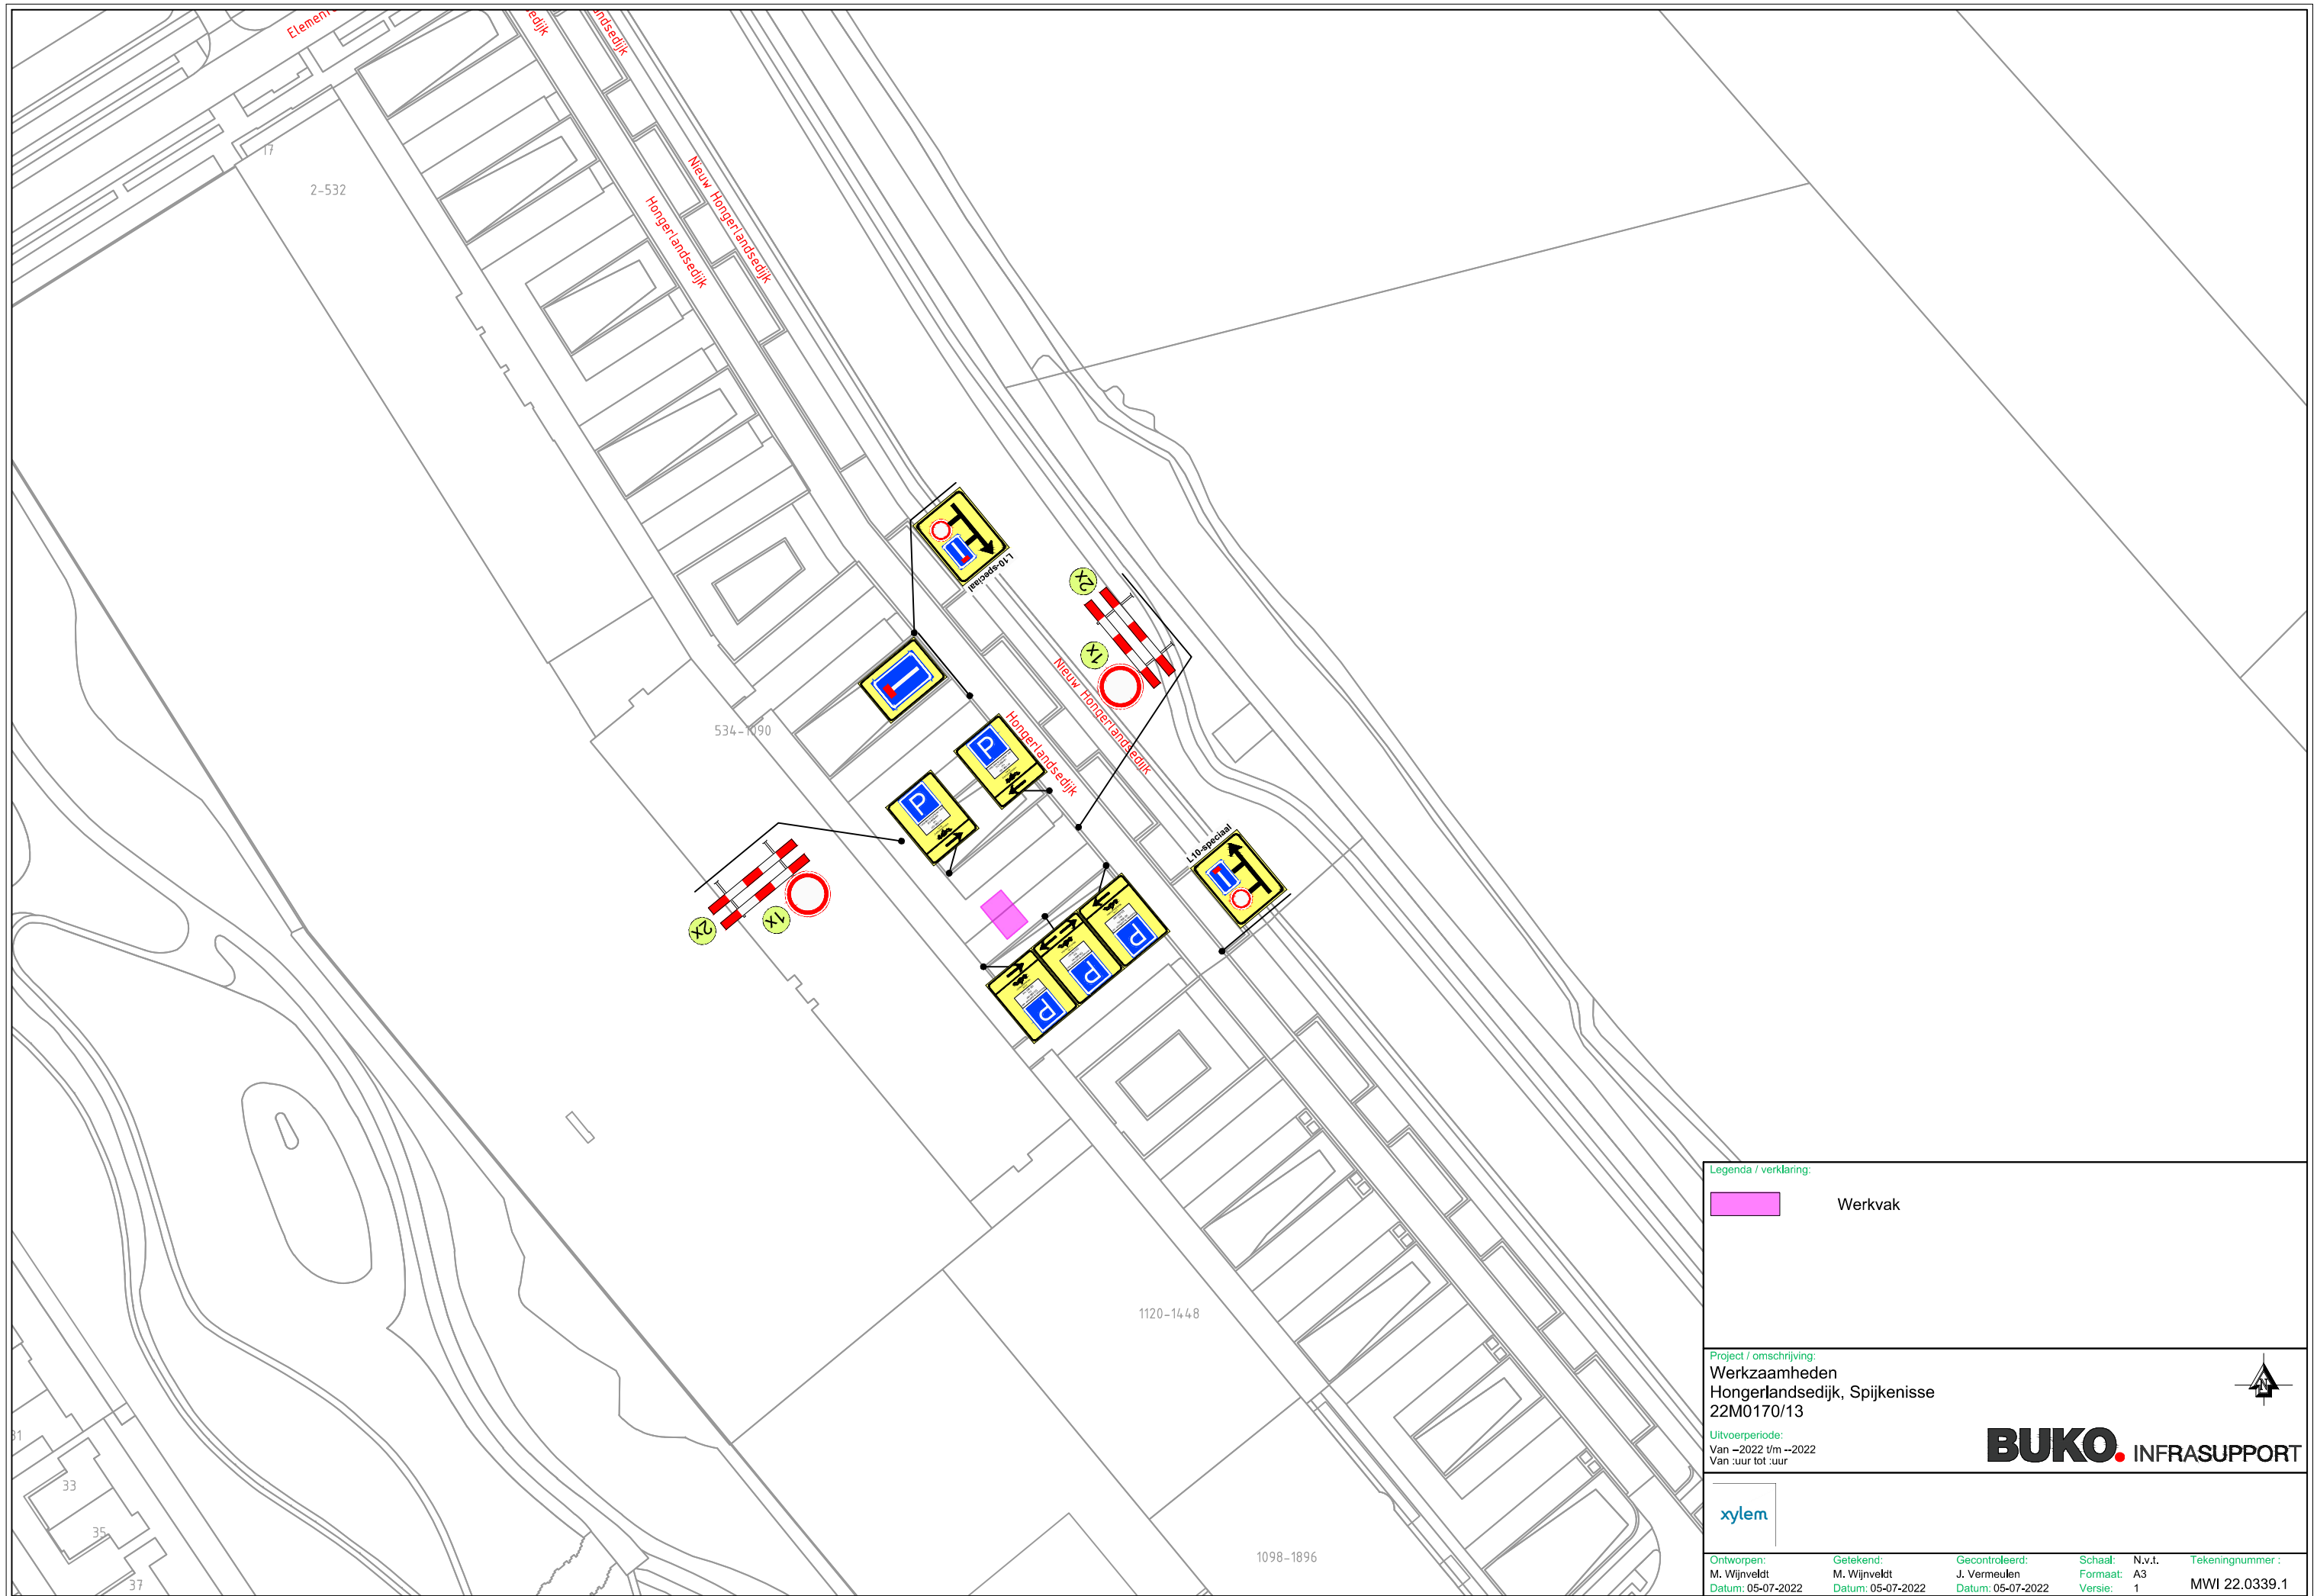 Hongerlandsedijk
Nieuw Hongerlandsedijk
17
2-532
L10-speciaal
2x
1x
Nieuw Hongerlandsedijk
Hongerlandsedijk
534-1090
P
P
L10-speciaal
2x
1x
P
P
P
1120-1448
1098-1896
31
33
35
37
Legenda / verklaring:
Werkvak
Project / omschrijving:
Werkzaamheden
Hongerlandsedijk, Spijkenisse
22M0170/13
N
Uitvoerperiode:
Van --2022 t/m --2022
Van :uur tot :uur
BUKO. INFRASUPPORT
xylem
Ontworpen: Getekend: Gecontroleerd: Schaal: N.v.t. Tekeningnummer :
M. Wijnveldt M. Wijnveldt J. Vermeulen Formaat: A3
Datum: 05-07-2022 Datum: 05-07-2022 Datum: 05-07-2022 Versie: 1 MWI 22.0339.1